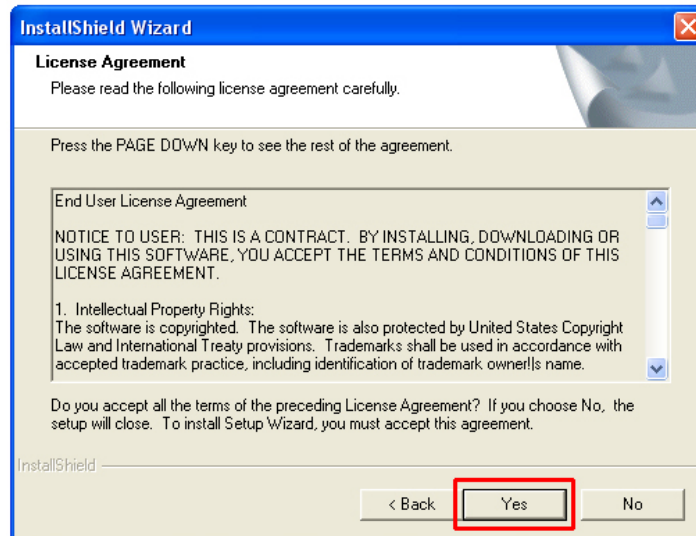 InstallShield Wizard
License Agreement
Please read the following license agreement carefully.
Press the PAGE DOWN key to see the rest of the agreement.
End User License Agreement
NOTICE TO USER: THIS IS A CONTRACT. BY INSTALLING, DOWNLOADING OR
USING THIS SOFTWARE, YOU ACCEPT THE TERMS AND CONDITIONS OF THIS
LICENSE AGREEMENT.
1. Intellectual Property Rights:
The software is copyrighted. The software is also protected by United States Copyright
Law and International Treaty provisions. Trademarks shall be used in accordance with
accepted trademark practice, including identification of trademark owner!|s name.
Do you accept all the terms of the preceding License Agreement? If you choose No, the
setup will close. To install Setup Wizard, you must accept this agreement.
InstallShield
< Back Yes No